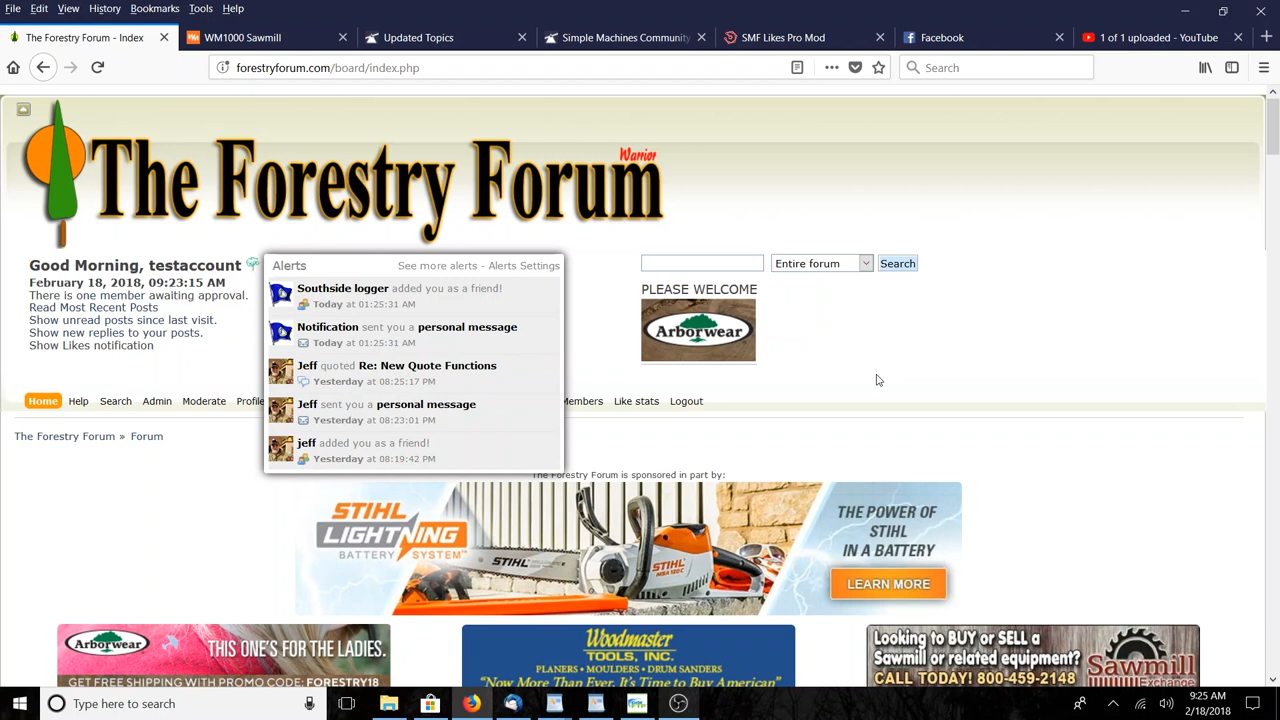 File Edit View History Bookmarks Tools Help
The Forestry Forum - Index
WM1000 Sawmill
Updated Topics
Simple Machines Community
SMF Likes Pro Mod
Facebook
1 of 1 uploaded - YouTube
forestryforum.com/board/index.php
Search
The Forestry Forum
Warrior
Good Morning, testaccount
February 18, 2018, 09:23:15 AM
There is one member awaiting approval.
Read Most Recent Posts
Show unread posts since last visit.
Show new replies to your posts.
Show Likes notification
Alerts
See more alerts - Alerts Settings
Southside logger added you as a friend!
Today at 01:25:31 AM
Notification sent you a personal message
Today at 01:25:31 AM
Jeff quoted Re: New Quote Functions
Yesterday at 08:25:17 PM
Jeff sent you a personal message
Yesterday at 08:23:01 PM
jeff added you as a friend!
Yesterday at 08:19:42 PM
Entire forum
Search
PLEASE WELCOME
Arborwear
Home Help Search Admin Moderate Profile Members Like stats Logout
The Forestry Forum » Forum
The Forestry Forum is sponsored in part by:
STIHL
LIGHTNING
BATTERY SYSTEM
STIHL
STIHL
MSA 120 C
THE POWER OF
STIHL
IN A BATTERY
LEARN MORE
Arborwear
THIS ONE'S FOR THE LADIES.
GET FREE SHIPPING WITH PROMO CODE: FORESTRY18
Woodmaster
TOOLS, INC.
PLANERS • MOULDERS • DRUM SANDERS
"Now More Than Ever, It's Time to Buy American"
Looking to BUY or SELL a
Sawmill or related equipment?
CALL TODAY! 800-459-2148
Sawmill
Exchange
Type here to search
9:25 AM
2/18/2018